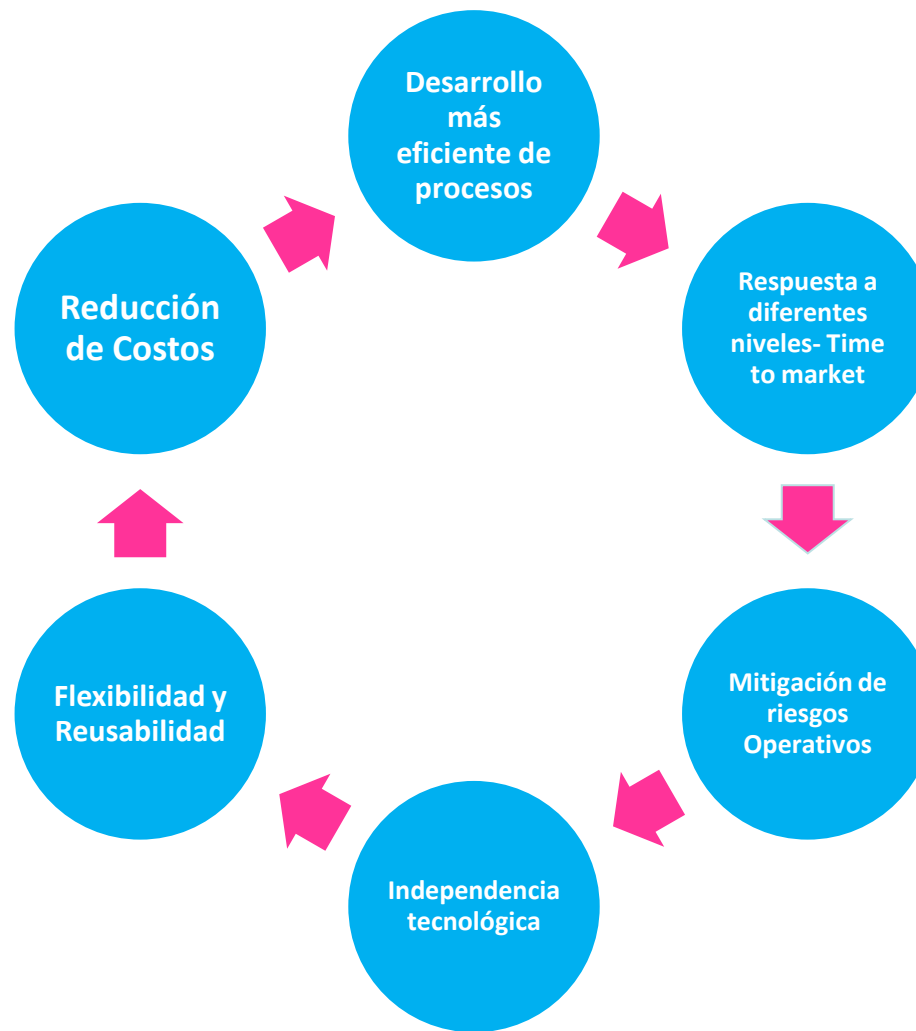 Desarrollo
más
eficiente de
procesos
Respuesta a
diferentes
niveles- Time
to market
Mitigación de
riesgos
Operativos
Independencia
tecnológica
Flexibilidad y
Reusabilidad
Reducción
de Costos